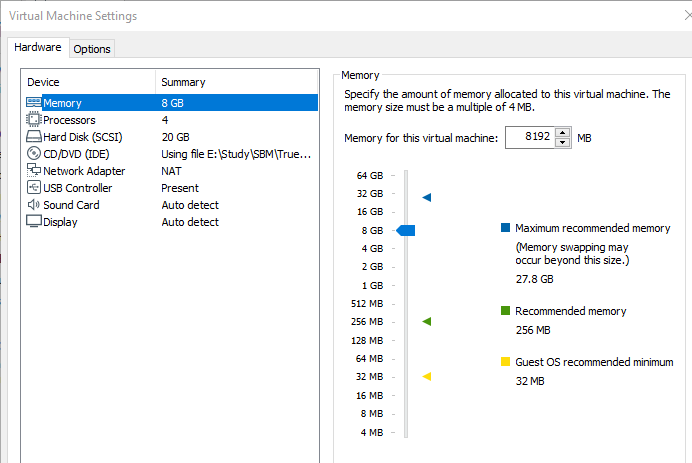 Virtual Machine Settings
Hardware
Options
Device Summary
Memory 8 GB
Processors 4
Hard Disk (SCSI) 20 GB
CD/DVD (IDE) Using file E:\Study\SBM\True...
Network Adapter NAT
USB Controller Present
Sound Card Auto detect
Display Auto detect
Memory
Specify the amount of memory allocated to this virtual machine. The
memory size must be a multiple of 4 MB.
Memory for this virtual machine: 8192 MB
64 GB
32 GB
16 GB
8 GB
4 GB
2 GB
1 GB
512 MB
256 MB
128 MB
64 MB
32 MB
16 MB
8 MB
4 MB
Maximum recommended memory
(Memory swapping may
occur beyond this size.)
27.8 GB
Recommended memory
256 MB
Guest OS recommended minimum
32 MB